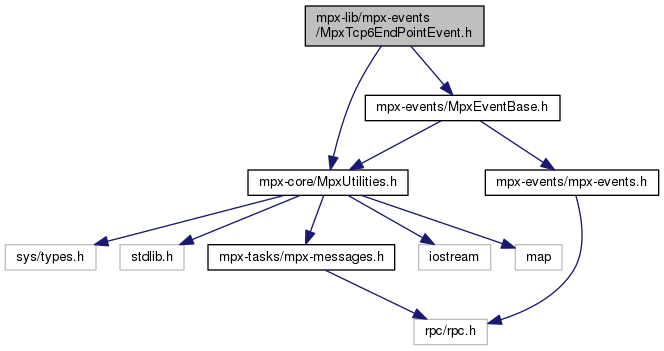 mpx-lib/mpx-events
/MpxTcp6EndPointEvent.h
mpx-events/MpxEventBase.h
mpx-core/MpxUtilities.h
mpx-events/mpx-events.h
sys/types.h
stdlib.h
mpx-tasks/mpx-messages.h
iostream
map
rpc/rpc.h